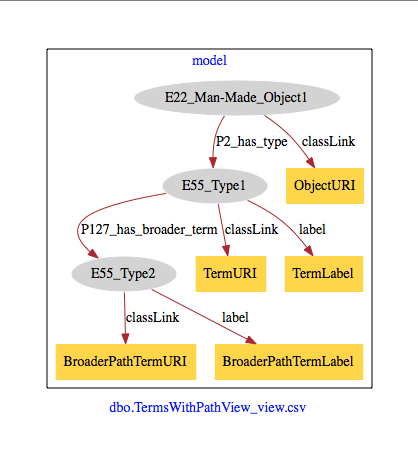 model
E22_Man-Made_Object1
P2_has_type
classLink
E55_Type1
ObjectURI
P127_has_broader_term
classLink
label
E55_Type2
TermURI
TermLabel
classLink
label
BroaderPathTermURI
BroaderPathTermLabel
dbo.TermsWithPathView_view.csv